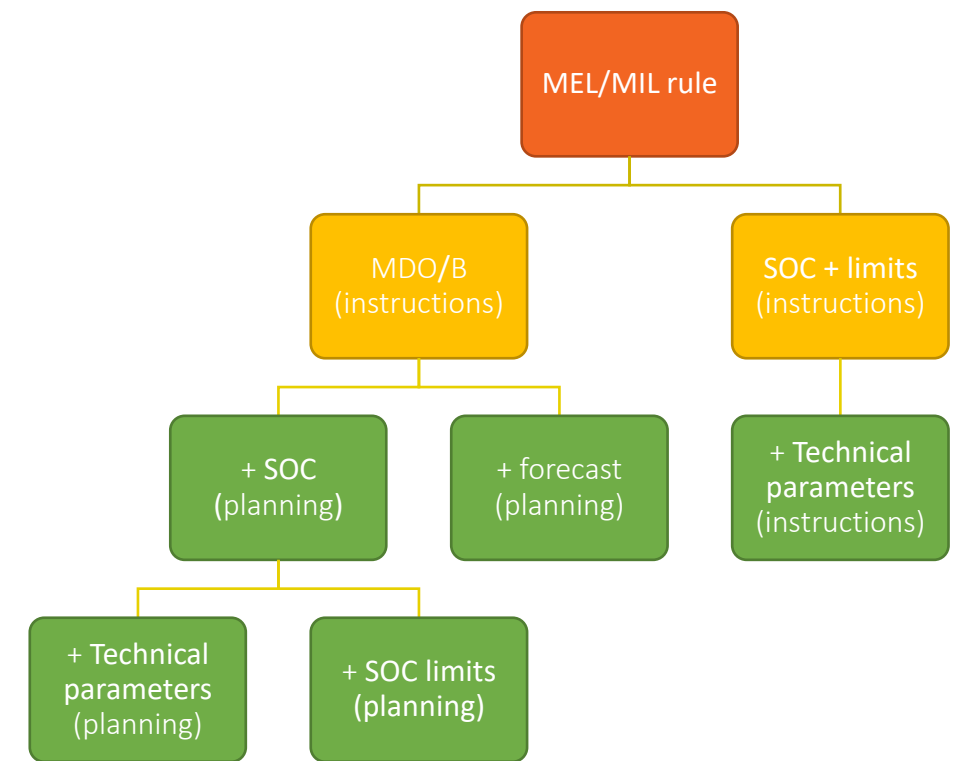 MEL/MIL rule
MDO/B
(instructions)
SOC + limits
(instructions)
+ SOC
(planning)
+ forecast
(planning)
+ Technical
parameters
(instructions)
+ Technical
parameters
(planning)
+ SOC limits
(planning)